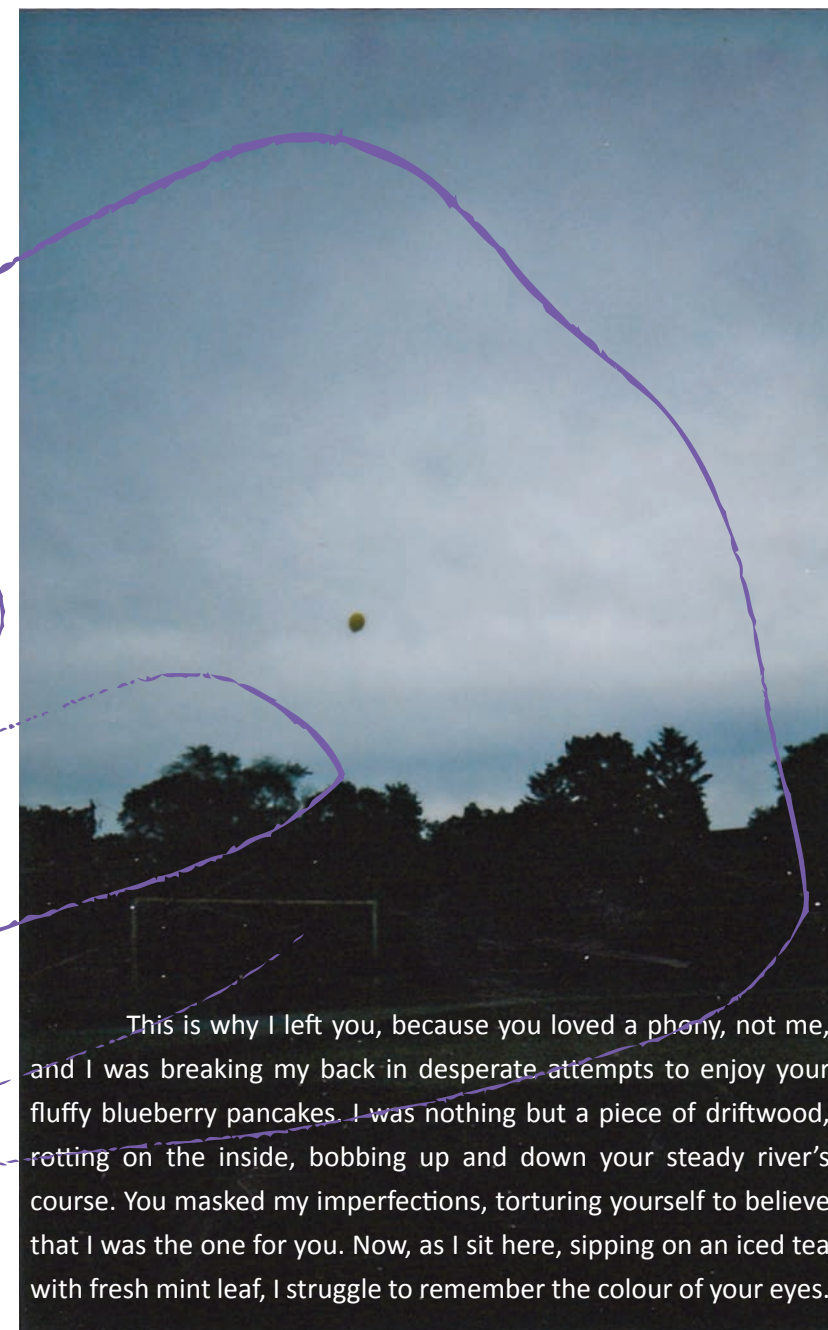 This is why I left you, because you loved a phony, not me,
and I was breaking my back in desperate attempts to enjoy your
fluffy blueberry pancakes. I was nothing but a piece of driftwood,
rotting on the inside, bobbing up and down your steady river's
course. You masked my imperfections, torturing yourself to believe
that I was the one for you. Now, as I sit here, sipping on an iced tea
with fresh mint leaf, I struggle to remember the colour of your eyes.